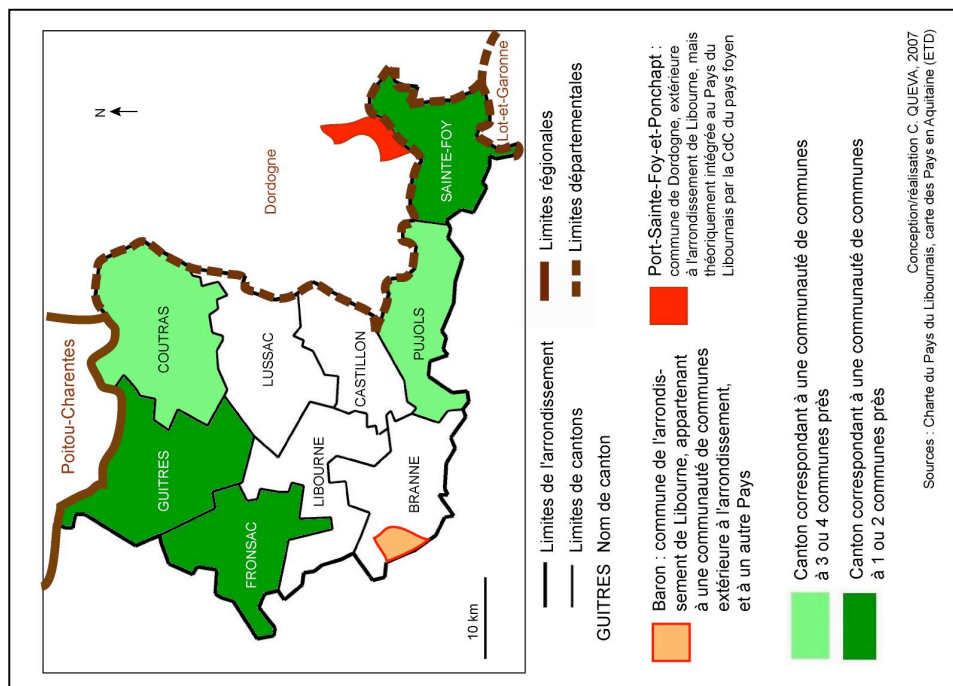 N
Poitou-Charentes
Dordogne
Lot-et-Garonne
COUTRAS
GUITRES
LUSSAC
FRONSAC
LIBOURNE
CASTILLON
SAINTE-FOY
PUJOLS
BRANNE
10 km
Limites de l'arrondissement
Limites de cantons
GUITRES Nom de canton
Limites régionales
Limites départementales
Baron : commune de l'arrondis-
sement de Libourne, appartenant
à une communauté de communes
extérieure à l'arrondissement,
et à un autre Pays
Port-Sainte-Foy-et-Ponchapt :
commune de Dordogne, extérieure
à l'arrondissement de Libourne, mais
théoriquement intégrée au Pays du
Libournais par la CdC du pays foyen
Canton correspondant à une communauté de communes
à 3 ou 4 communes près
Canton correspondant à une communauté de communes
à 1 ou 2 communes près
Conception/réalisation C. QUEVA, 2007
Sources : Charte du Pays du Libournais, carte des Pays en Aquitaine (ETD)